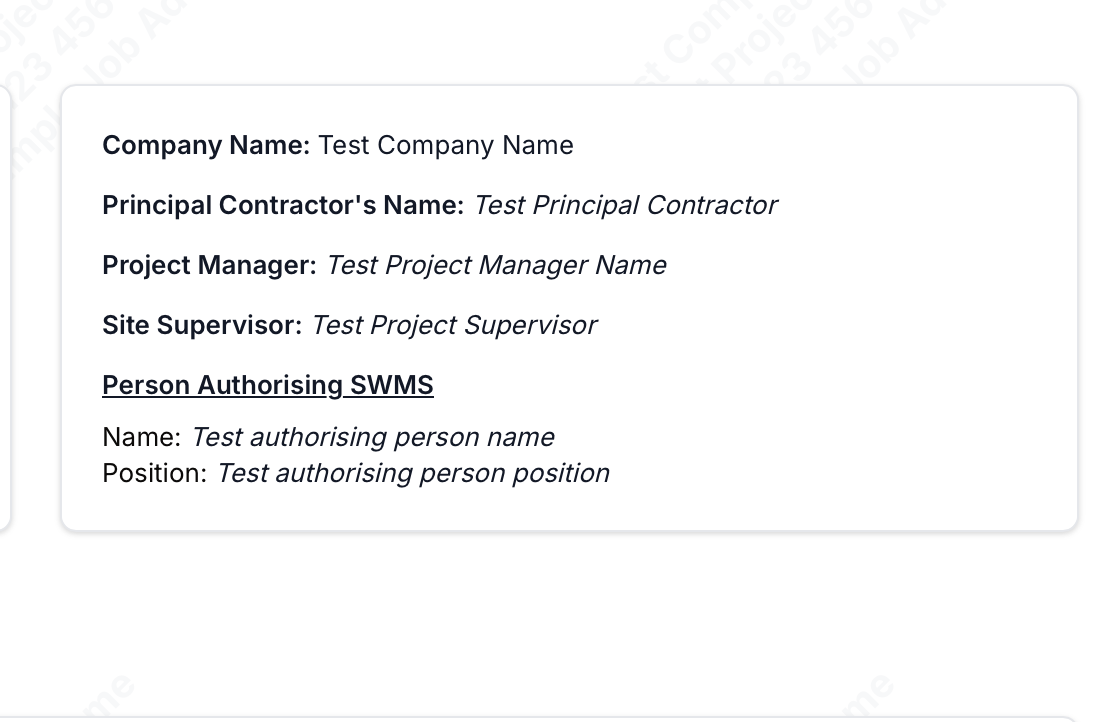 Company Name: Test Company Name
Principal Contractor's Name: Test Principal Contractor
Project Manager: Test Project Manager Name
Site Supervisor: Test Project Supervisor
Person Authorising SWMS
Name: Test authorising person name
Position: Test authorising person position